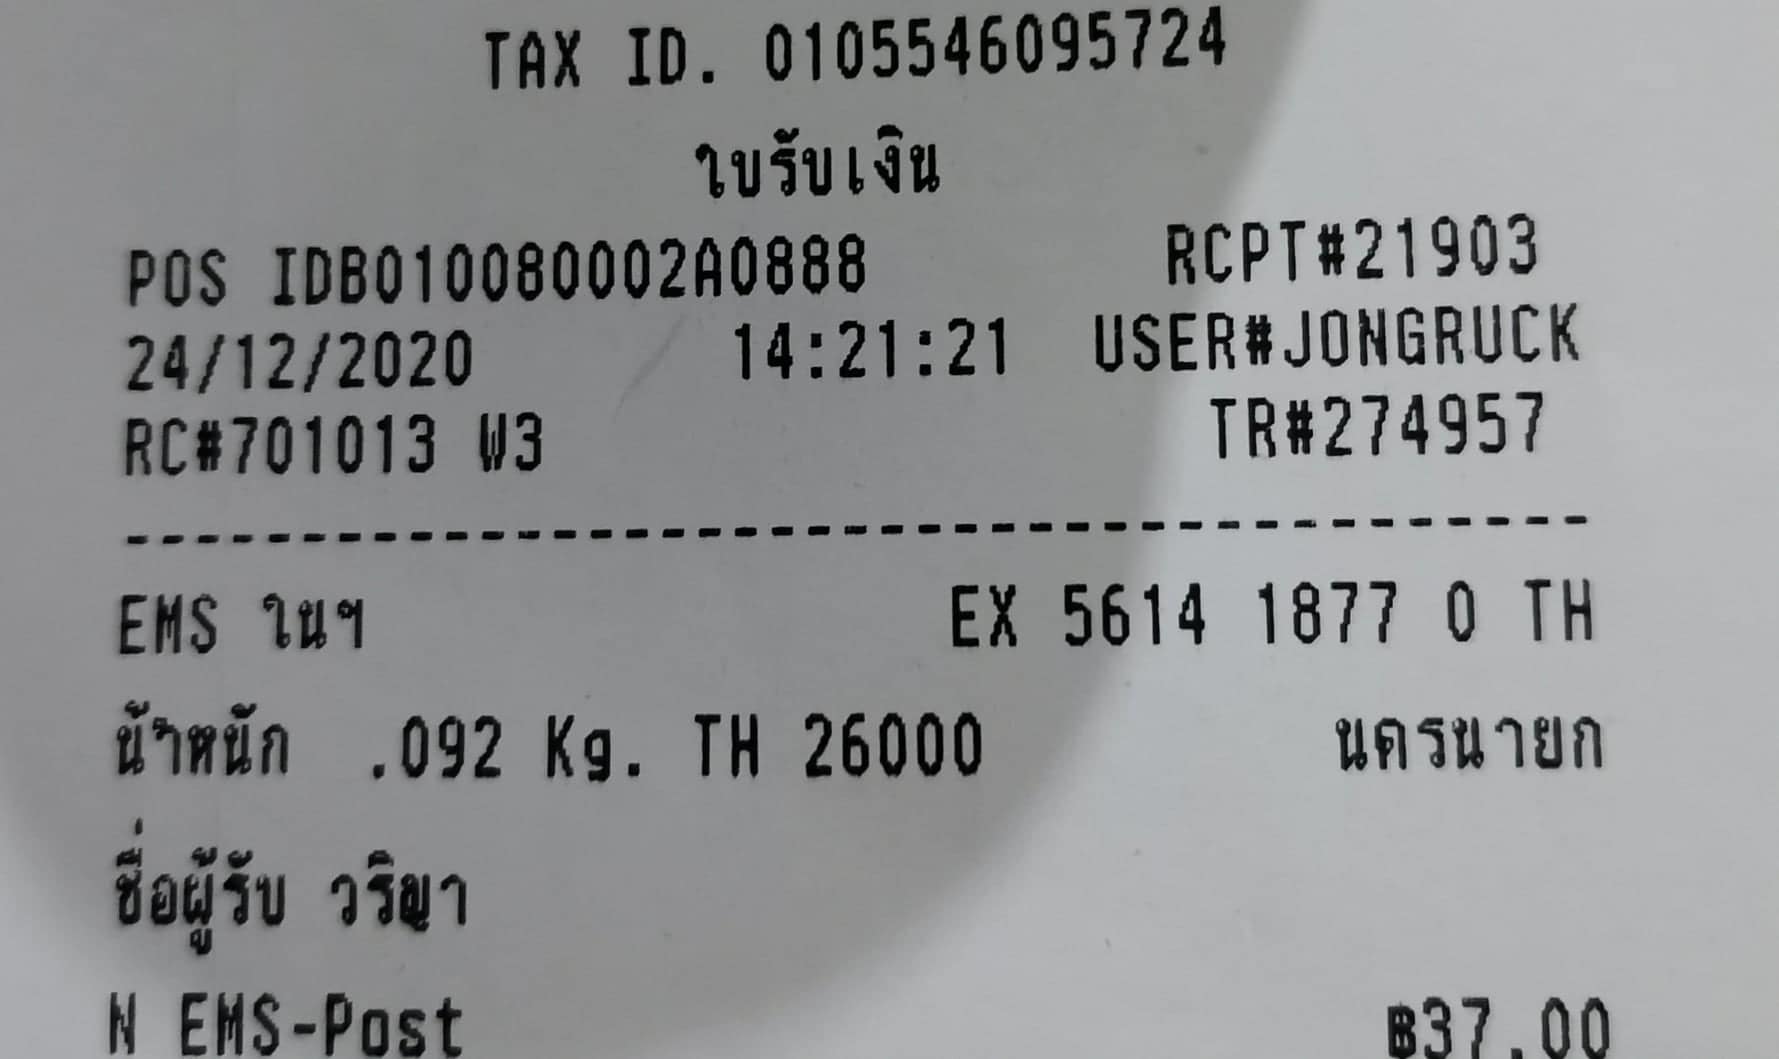 TAX ID. 0105546095724
ใบรับเงิน
POS IDB010080002A0888 RCPT#21903
24/12/2020 14:21:21 USER#JONGRUCK
RC#701013 W3 TR#274957
--------------------------------------
EMS ในฯ EX 5614 1877 0 TH
น้ำหนัก .092 Kg. TH 26000 นครนายก
ชื่อผู้รับ วริญา
N EMS-Post ฿37.00